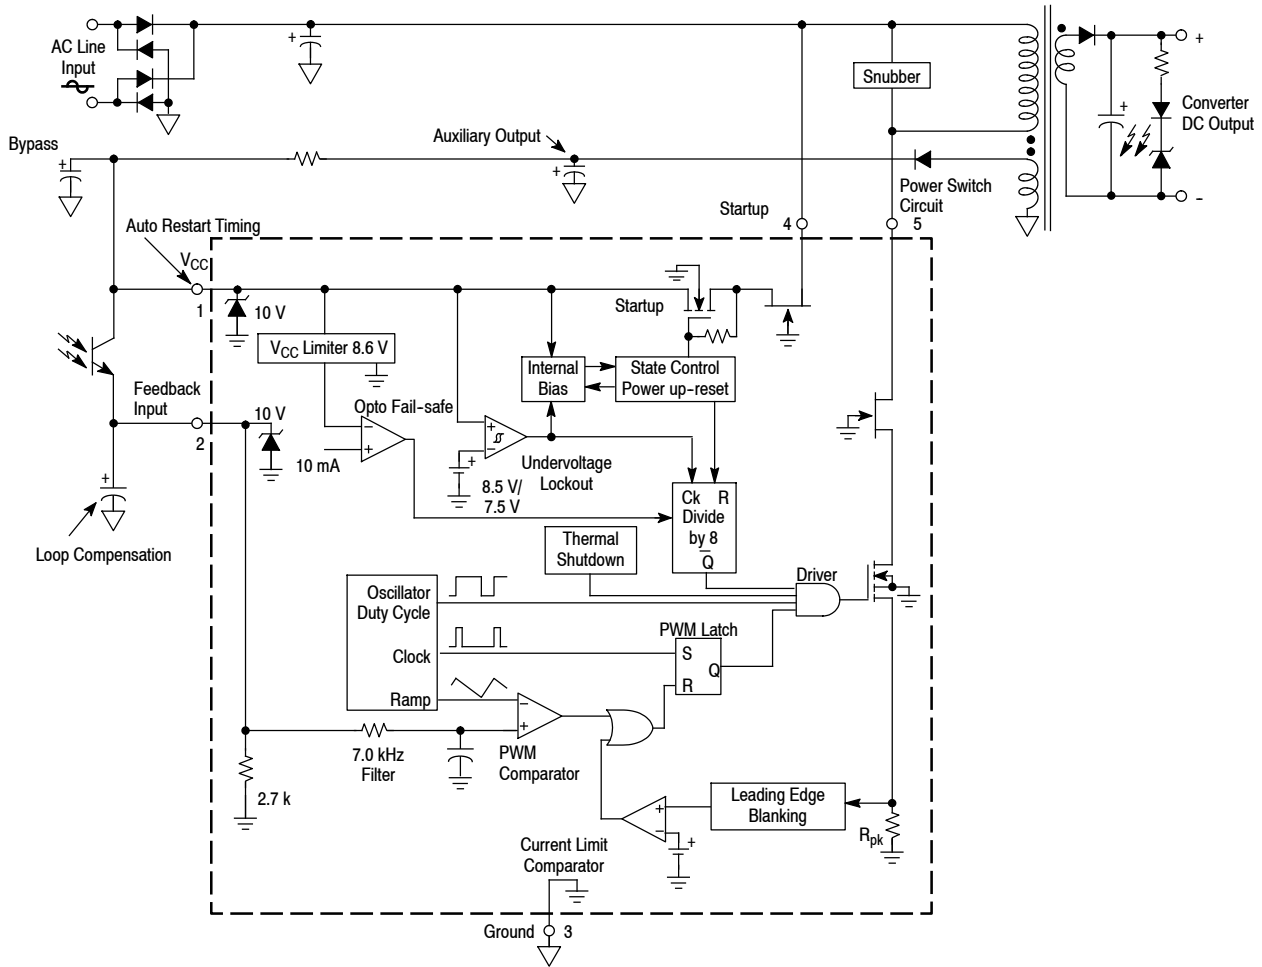 AC Line
Input
+
Snubber
+
+
Converter
DC Output
-
Bypass
+
Auxiliary Output
+
Power Switch
Circuit
Startup
4
5
Auto Restart Timing
VCC
1
10 V
Startup
VCC Limiter 8.6 V
Internal
Bias
State Control
Power up-reset
Feedback
Input
2
10 V
Opto Fail-safe
-
+
10 mA
+
-
+
Undervoltage
Lockout
8.5 V/
7.5 V
+
Loop Compensation
Ck R
Divide
by 8
Q
Thermal
Shutdown
Driver
Oscillator
Duty Cycle
Clock
Ramp
PWM Latch
S
Q
R
-
+
PWM
Comparator
7.0 kHz
Filter
2.7 k
Leading Edge
Blanking
+
-
+
Rpk
Current Limit
Comparator
Ground
3